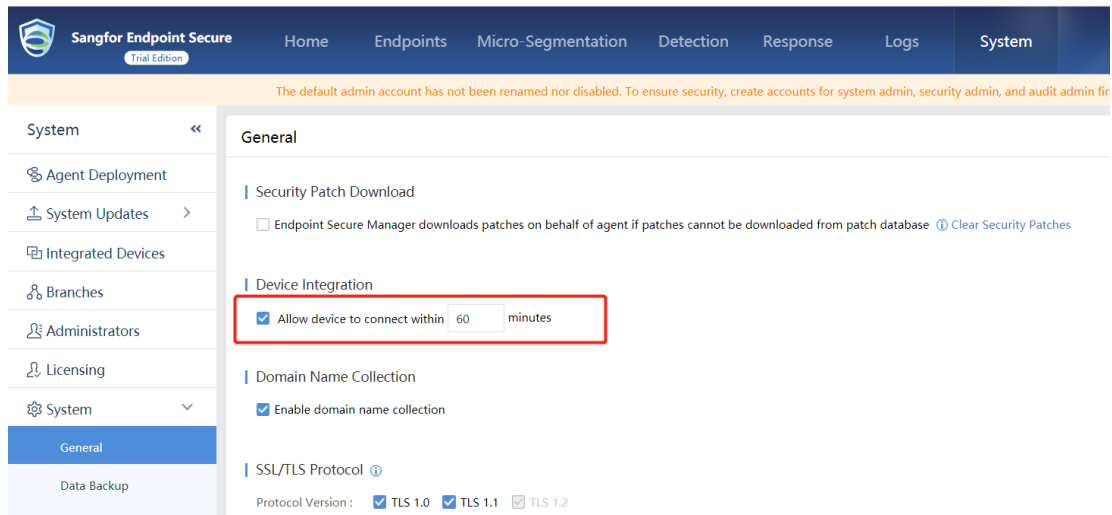 Sangfor Endpoint Secure
Trial Edition
Home Endpoints Micro-Segmentation Detection Response Logs System
The default admin account has not been renamed nor disabled. To ensure security, create accounts for system admin, security admin, and audit admin fir
System
Agent Deployment
System Updates
Integrated Devices
Branches
Administrators
Licensing
System
General
Data Backup
General
Security Patch Download
Endpoint Secure Manager downloads patches on behalf of agent if patches cannot be downloaded from patch database Clear Security Patches
Device Integration
Allow device to connect within 60 minutes
Domain Name Collection
Enable domain name collection
SSL/TLS Protocol
Protocol Version : TLS 1.0 TLS 1.1 TLS 1.2